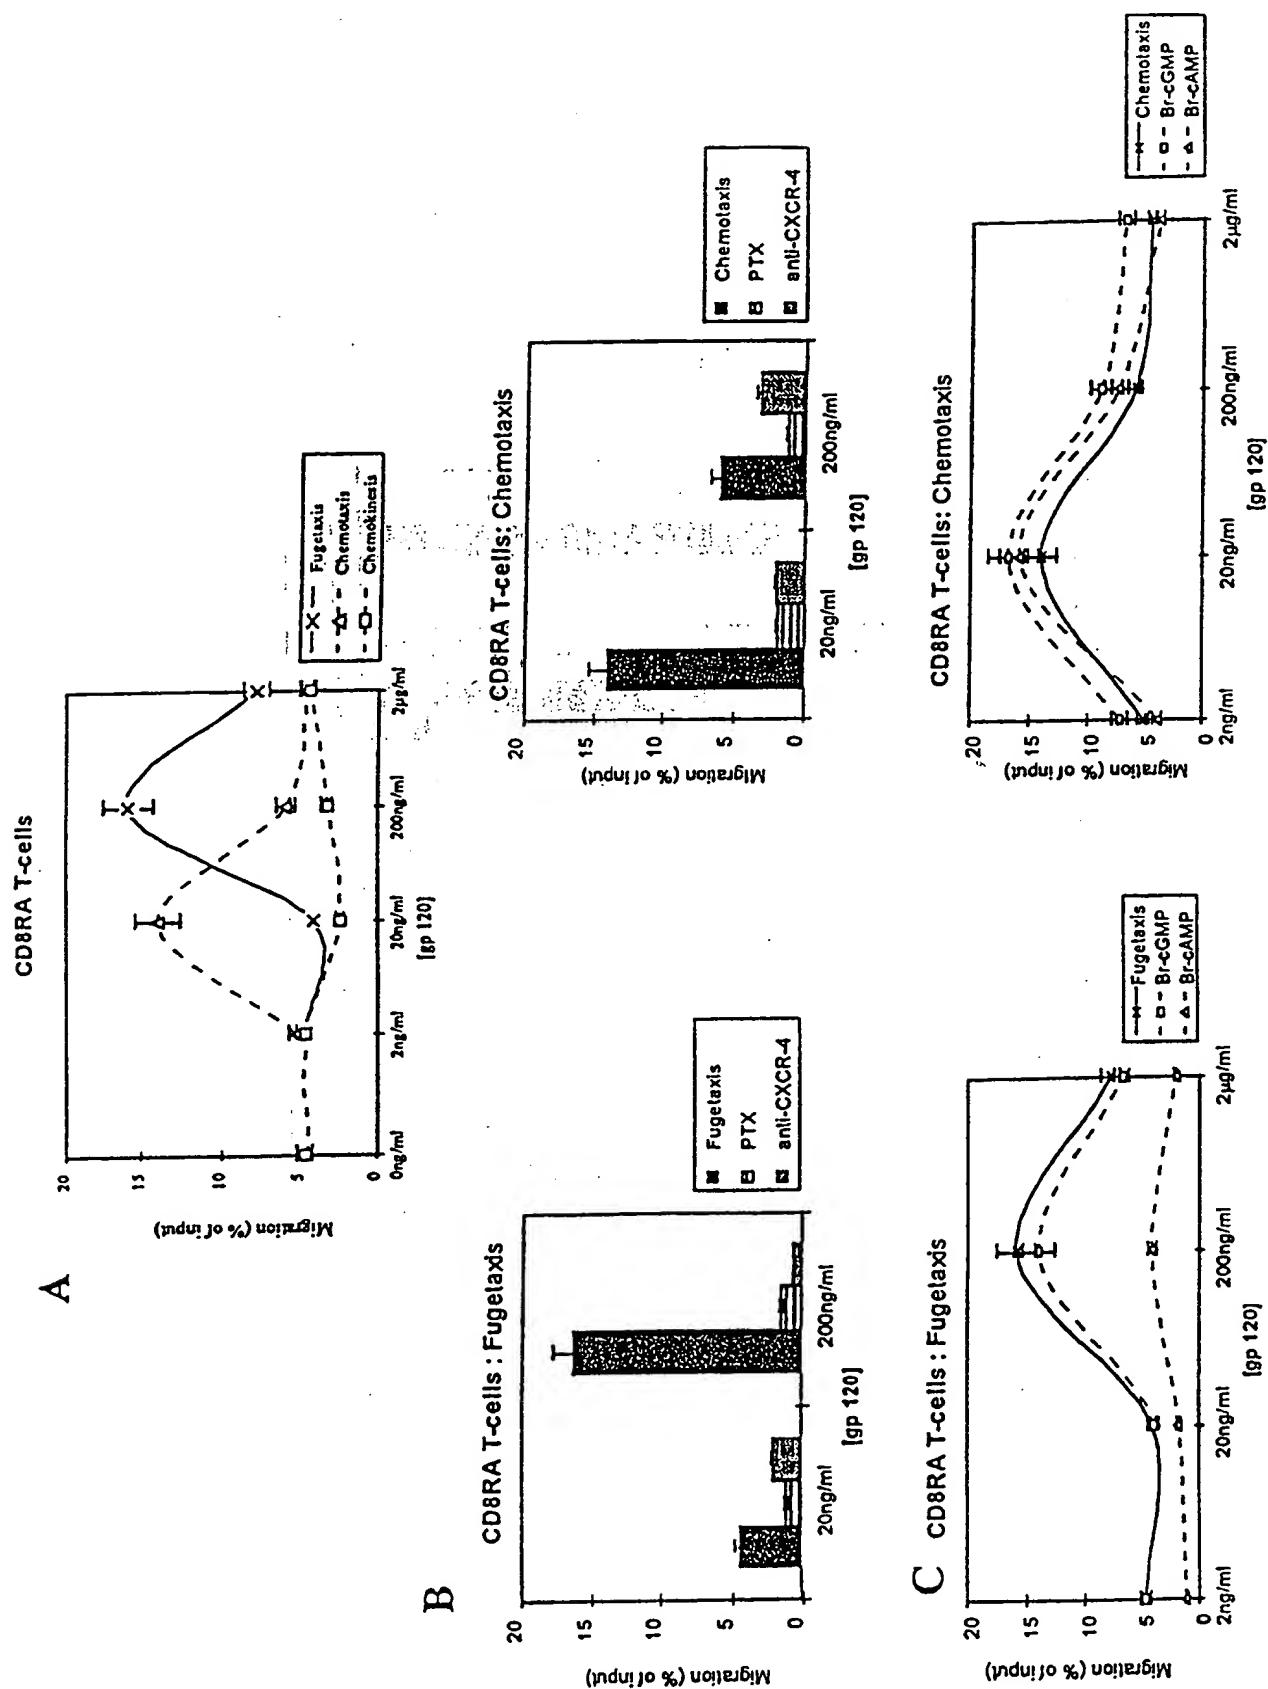 A
CD8RA T-cells
Migration (% of input)
20
15
10
5
0
0ng/ml
2ng/ml
20ng/ml
200ng/ml
2µg/ml
[gp 120]
Fugetaxis
Chemotaxis
Chemokinesis
B
CD8RA T-cells : Fugetaxis
Migration (% of input)
20
15
10
5
0
20ng/ml
200ng/ml
[gp 120]
Fugetaxis
PTX
anti-CXCR-4
CD8RA T-cells: Chemotaxis
Migration (% of input)
20
15
10
5
0
20ng/ml
200ng/ml
[gp 120]
Chemotaxis
PTX
anti-CXCR-4
C
CD8RA T-cells : Fugetaxis
Migration (% of input)
20
15
10
5
0
2ng/ml
20ng/ml
200ng/ml
2µg/ml
[gp 120]
Fugetaxis
Br-cGMP
Br-cAMP
CD8RA T-cells: Chemotaxis
Migration (% of input)
20
15
10
5
0
2ng/ml
20ng/ml
200ng/ml
2µg/ml
[gp 120]
Chemotaxis
Br-cGMP
Br-cAMP